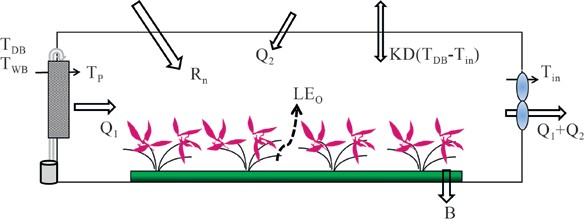 T_DB
T_WB
T_P
Q_1
R_n
Q_2
KD(T_DB-T_in)
LE_O
T_in
Q_1+Q_2
B